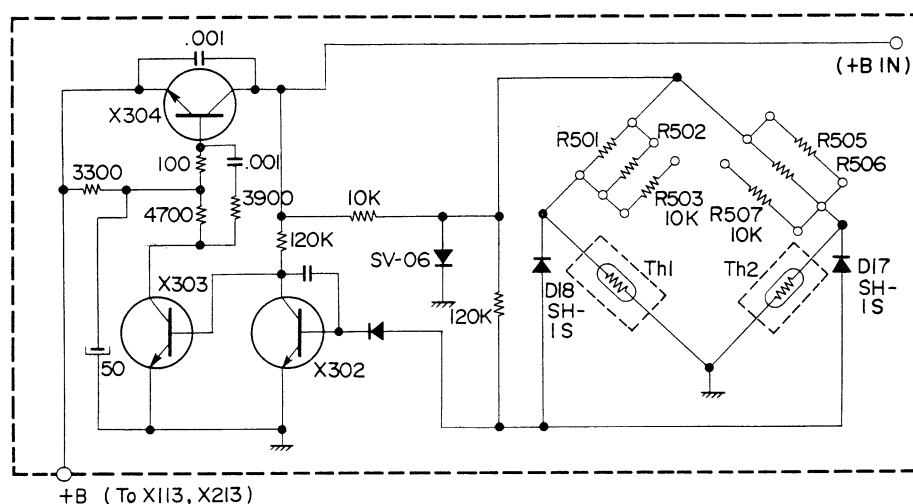 .001
(+B IN)
X304
R501
R502
R505
R506
100
.001
3300
3900
4700
R503
10K
R507
10K
10K
120K
SV-06
Th1
Th2
X303
D18
SH-
1S
D17
SH-
1S
120K
50
X302
+B (To X113, X213)